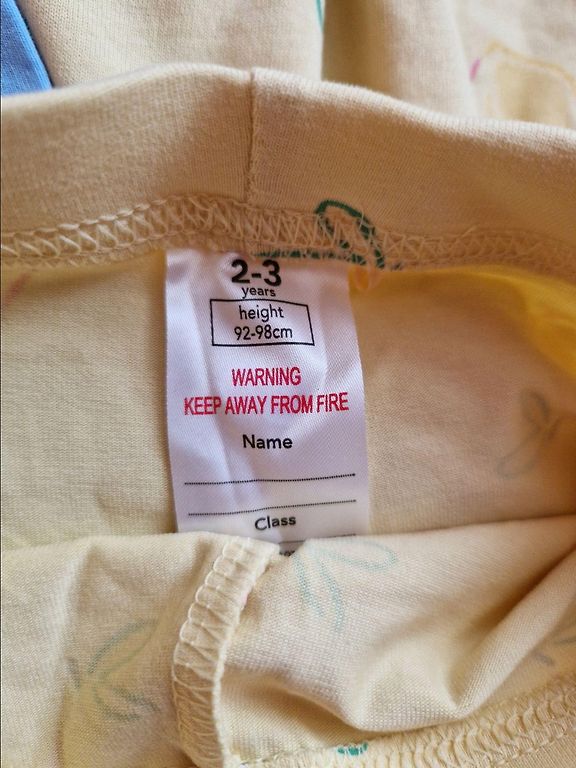 2-3
years
height
92-98cm
WARNING
KEEP AWAY FROM FIRE
Name
Class